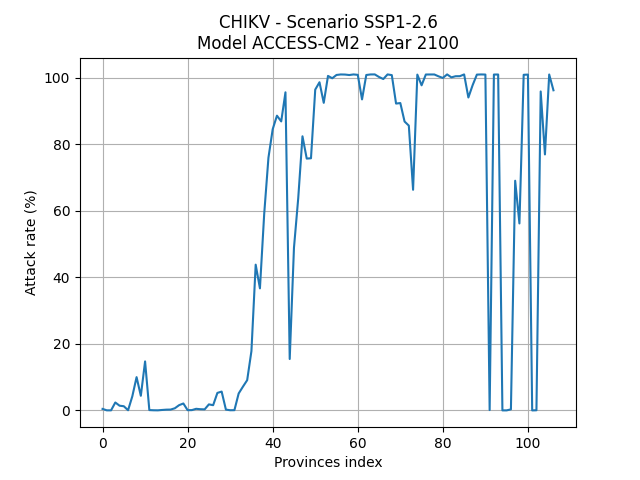 CHIKV - Scenario SSP1-2.6
Model ACCESS-CM2 - Year 2100
100
80
60
40
20
0
Attack rate (%)
0 20 40 60 80 100
Provinces index